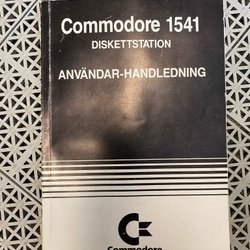 Commodore 1541
DISKETTSTATION
ANVÄNDAR-HANDLEDNING
Commodore